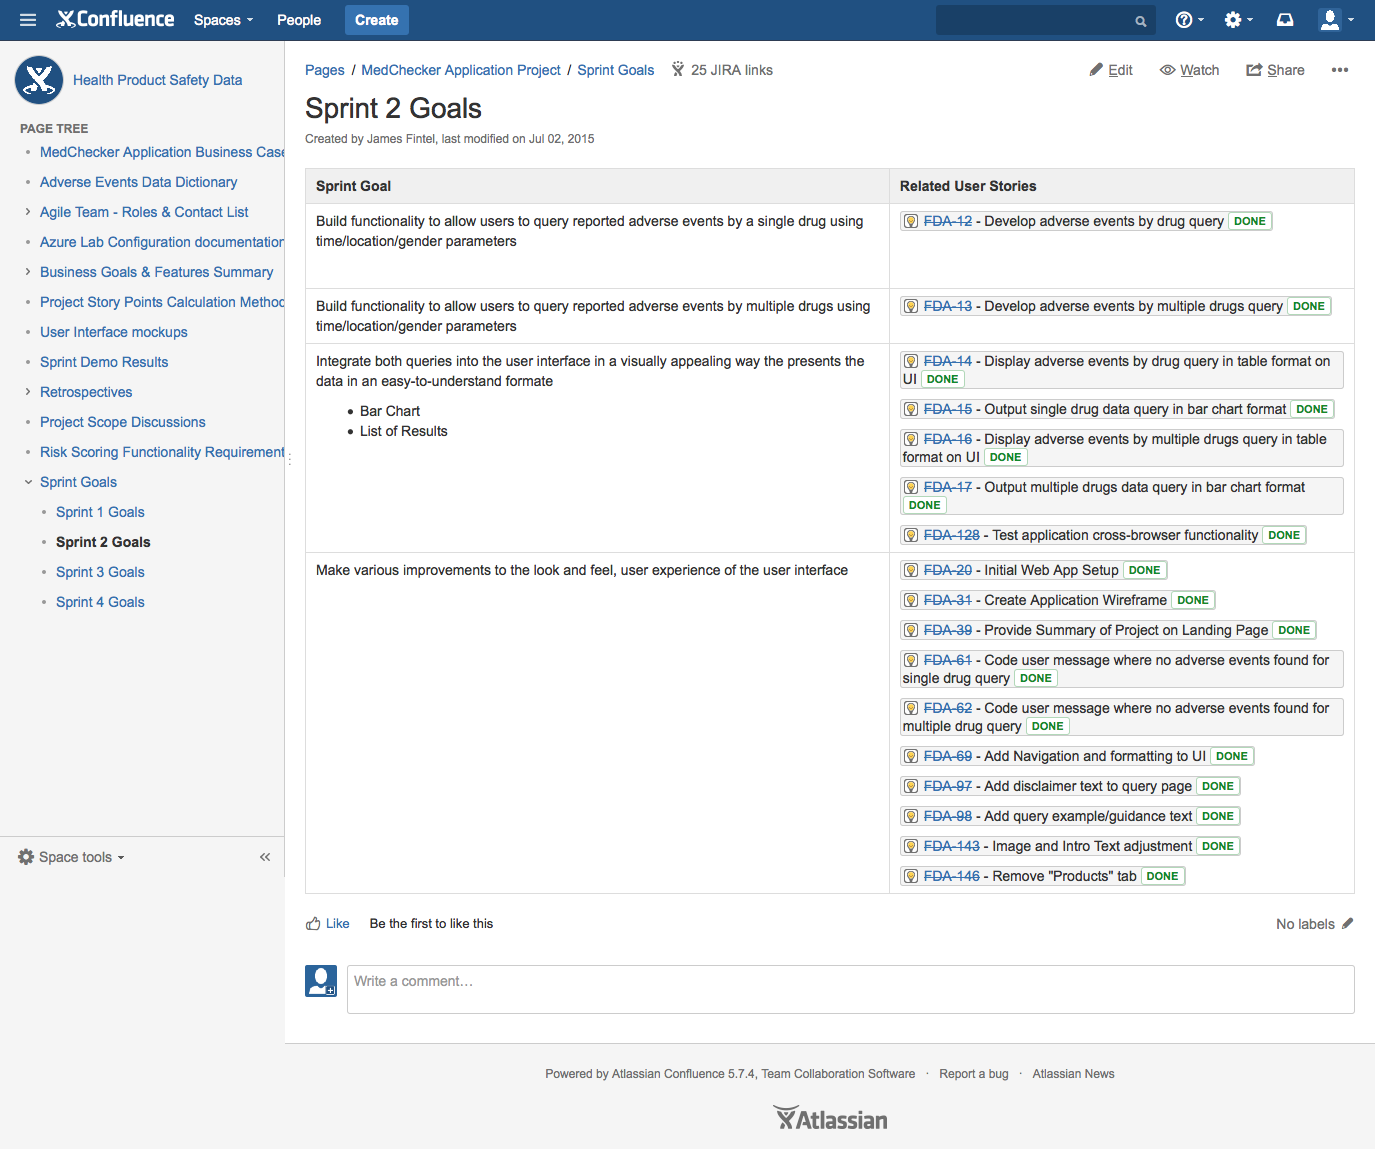 Confluence Spaces People Create
Health Product Safety Data
PAGE TREE
MedChecker Application Business Case
Adverse Events Data Dictionary
Agile Team - Roles & Contact List
Azure Lab Configuration documentation
Business Goals & Features Summary
Project Story Points Calculation Method
User Interface mockups
Sprint Demo Results
Retrospectives
Project Scope Discussions
Risk Scoring Functionality Requirement
Sprint Goals
Sprint 1 Goals
Sprint 2 Goals
Sprint 3 Goals
Sprint 4 Goals
Space tools
Pages / MedChecker Application Project / Sprint Goals 25 JIRA links
Edit Watch Share
Sprint 2 Goals
Created by James Fintel, last modified on Jul 02, 2015
Sprint Goal
Related User Stories
Build functionality to allow users to query reported adverse events by a single drug using
time/location/gender parameters
FDA-12 - Develop adverse events by drug query DONE
Build functionality to allow users to query reported adverse events by multiple drugs using
time/location/gender parameters
FDA-13 - Develop adverse events by multiple drugs query DONE
Integrate both queries into the user interface in a visually appealing way the presents the
data in an easy-to-understand formate
• Bar Chart
• List of Results
FDA-14 - Display adverse events by drug query in table format on
UI DONE
FDA-15 - Output single drug data query in bar chart format DONE
FDA-16 - Display adverse events by multiple drugs query in table
format on UI DONE
FDA-17 - Output multiple drugs data query in bar chart format
DONE
FDA-128 - Test application cross-browser functionality DONE
Make various improvements to the look and feel, user experience of the user interface
FDA-20 - Initial Web App Setup DONE
FDA-31 - Create Application Wireframe DONE
FDA-39 - Provide Summary of Project on Landing Page DONE
FDA-61 - Code user message where no adverse events found for
single drug query DONE
FDA-62 - Code user message where no adverse events found for
multiple drug query DONE
FDA-69 - Add Navigation and formatting to UI DONE
FDA-97 - Add disclaimer text to query page DONE
FDA-98 - Add query example/guidance text DONE
FDA-143 - Image and Intro Text adjustment DONE
FDA-146 - Remove "Products" tab DONE
Like Be the first to like this
No labels
Write a comment…
Powered by Atlassian Confluence 5.7.4, Team Collaboration Software · Report a bug · Atlassian News
Atlassian